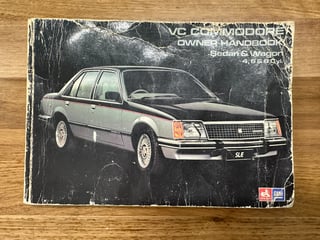 VC COMMODORE
OWNER HANDBOOK
Sedan & Wagon
4, 6 & 8 Cyl.
SLE